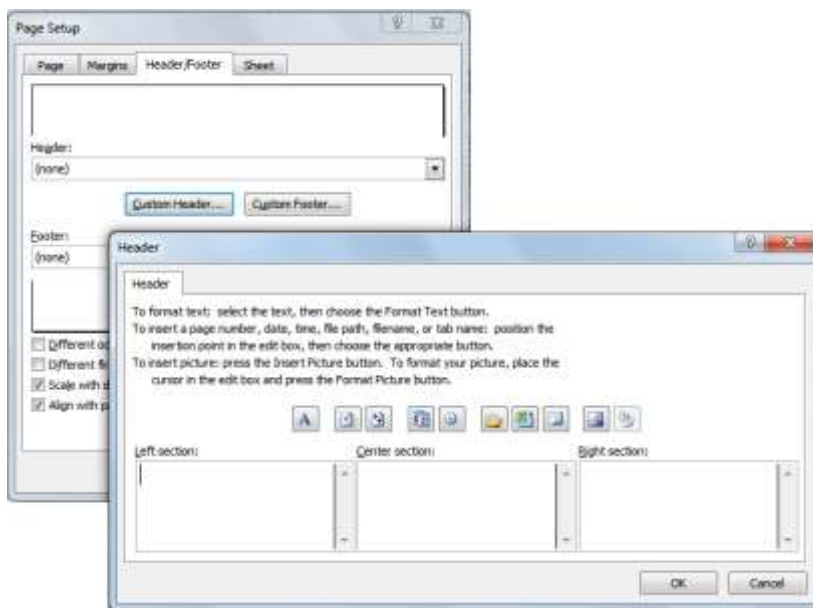 Page Setup
Page Margins Header/Footer Sheet
Header:
(none)
Custom Header... Custom Footer...
Footer:
(none)
Different
Different
Scale with
Align with
Header
Header
To format text: select the text, then choose the Format Text button.
To insert a page number, date, time, file path, filename, or tab name: position the
insertion point in the edit box, then choose the appropriate button.
To insert picture: press the Insert Picture button. To format your picture, place the
cursor in the edit box and press the Format Picture button.
A
Left section: Center section: Right section:
OK Cancel